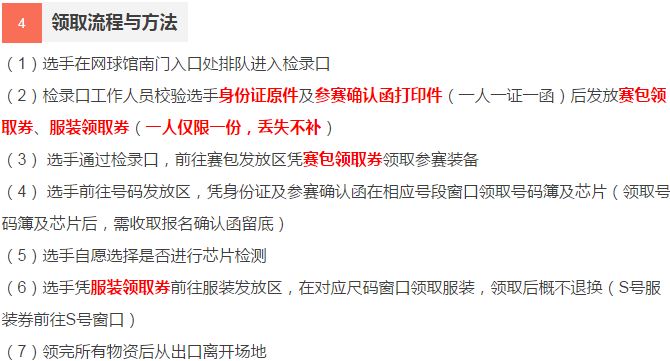 4 领取流程与方法
（1）选手在网球馆南门入口处排队进入检录口
（2）检录口工作人员校验选手身份证原件及参赛确认函打印件（一人一证一函）后发放赛包领
取券、服装领取券（一人仅限一份，丢失不补）
（3） 选手通过检录口，前往赛包发放区凭赛包领取券领取参赛装备
（4） 选手前往号码发放区，凭身份证及参赛确认函在相应号段窗口领取号码簿及芯片（领取号
码簿及芯片后，需收取报名确认函留底）
（5）选手自愿选择是否进行芯片检测
（6）选手凭服装领取券前往服装发放区，在对应尺码窗口领取服装，领取后概不退换（S号服
装券前往S号窗口）
（7）领完所有物资后从出口离开场地